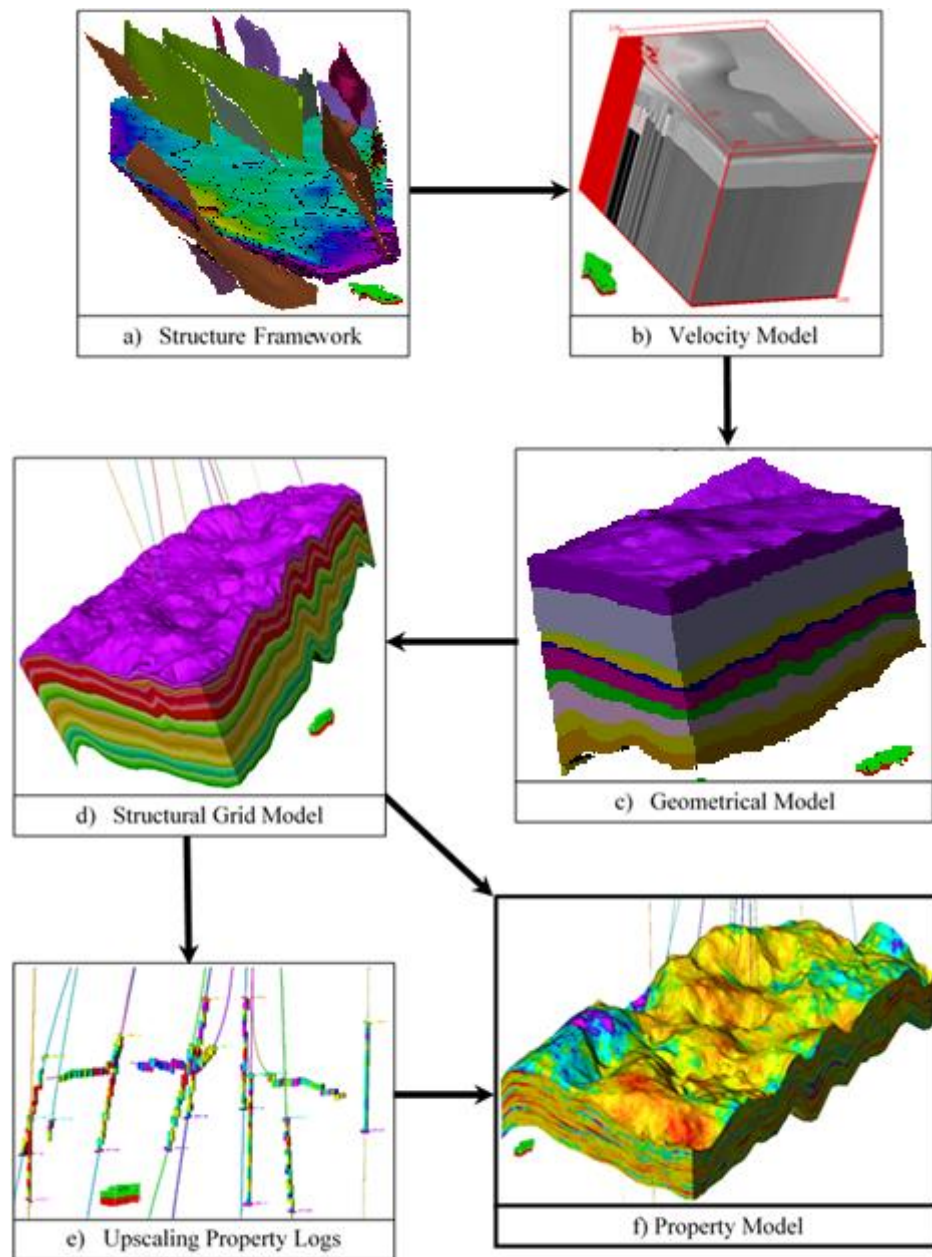 a) Structure Framework
b) Velocity Model
d) Structural Grid Model
c) Geometrical Model
e) Upscaling Property Logs
f) Property Model